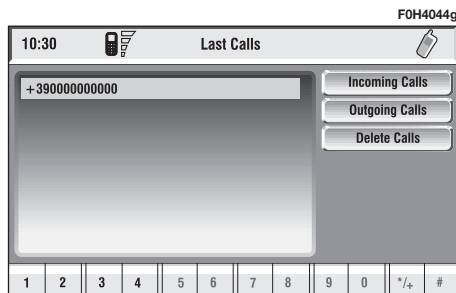 F0H4044g
10:30 Last Calls
+390000000000
Incoming Calls
Outgoing Calls
Delete Calls
1 2 3 4 5 6 7 8 9 0 */+ #